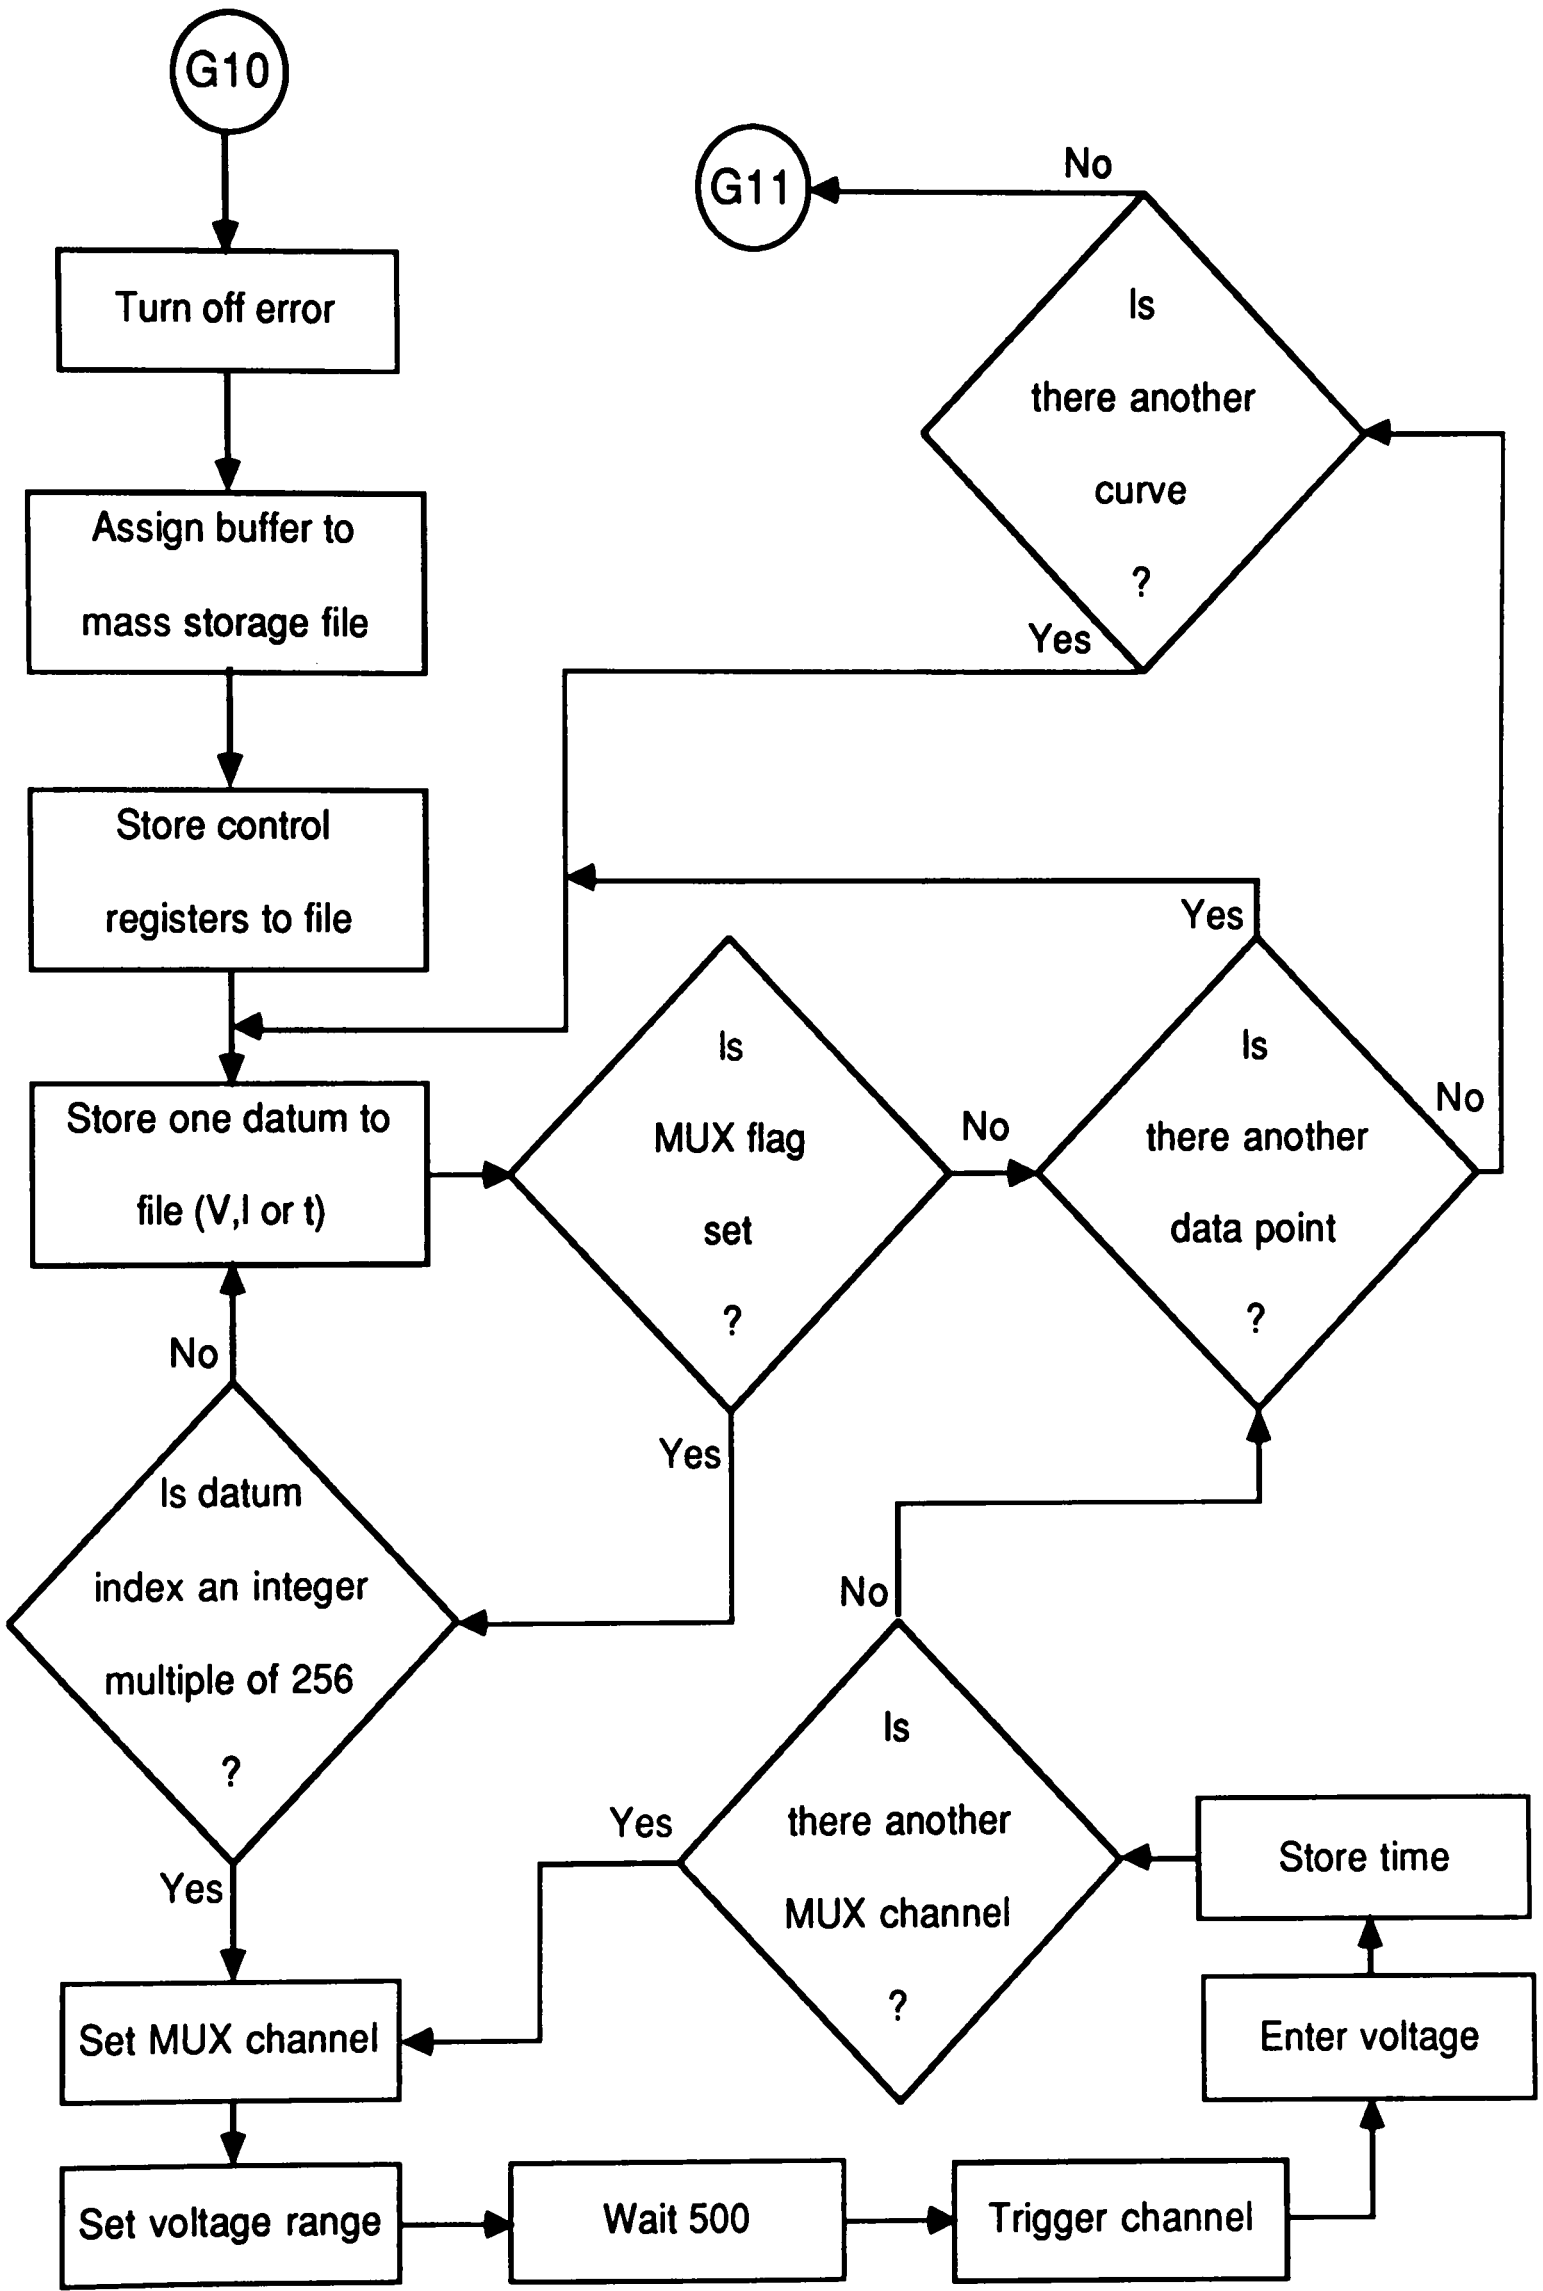 G10
Turn off error
Assign buffer to
mass storage file
Store control
registers to file
Store one datum to
file (V,I or t)
No
Is datum
index an integer
multiple of 256
?
Yes
Set MUX channel
Set voltage range
Wait 500
Trigger channel
Enter voltage
Store time
Is
there another
MUX channel
?
Yes
No
Is
MUX flag
set
?
Yes
No
Is
there another
data point
?
Yes
No
Is
there another
curve
?
Yes
No
G11